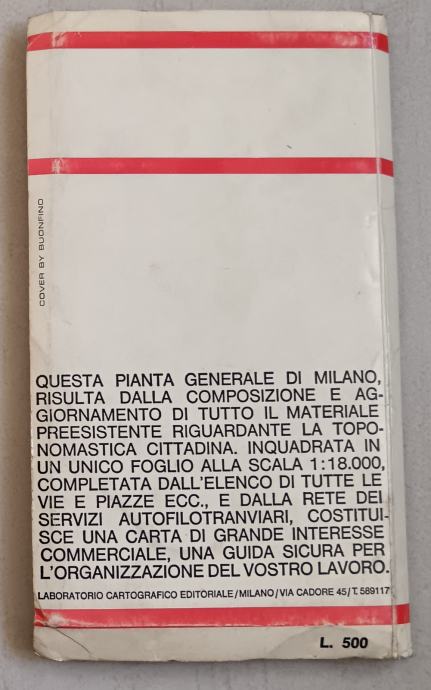 COVER BY BUONFINO
QUESTA PIANTA GENERALE DI MILANO,
RISULTA DALLA COMPOSIZIONE E AG-
GIORNAMENTO DI TUTTO IL MATERIALE
PREESISTENTE RIGUARDANTE LA TOPO-
NOMASTICA CITTADINA. INQUADRATA IN
UN UNICO FOGLIO ALLA SCALA 1:18.000,
COMPLETATA DALL'ELENCO DI TUTTE LE
VIE E PIAZZE ECC., E DALLA RETE DEI
SERVIZI AUTOFILOTRANVIARI, COSTITUI-
SCE UNA CARTA DI GRANDE INTERESSE
COMMERCIALE, UNA GUIDA SICURA PER
L'ORGANIZZAZIONE DEL VOSTRO LAVORO.
LABORATORIO CARTOGRAFICO EDITORIALE/MILANO/VIA CADORE 45/T. 589117
L. 500